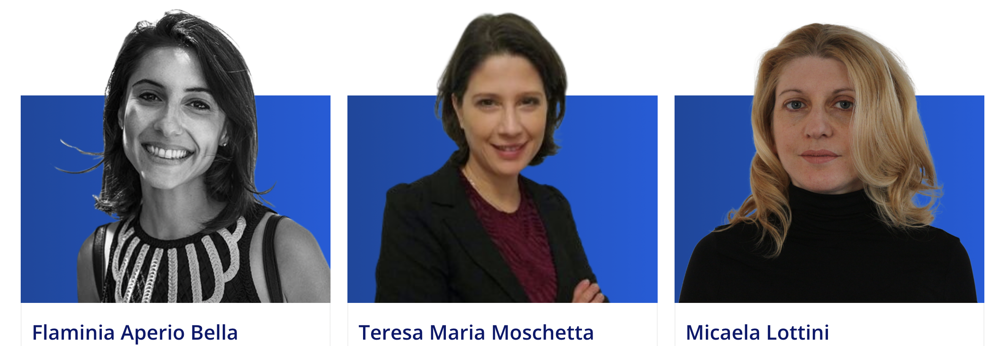 Flaminia Aperio Bella
Teresa Maria Moschetta
Micaela Lottini